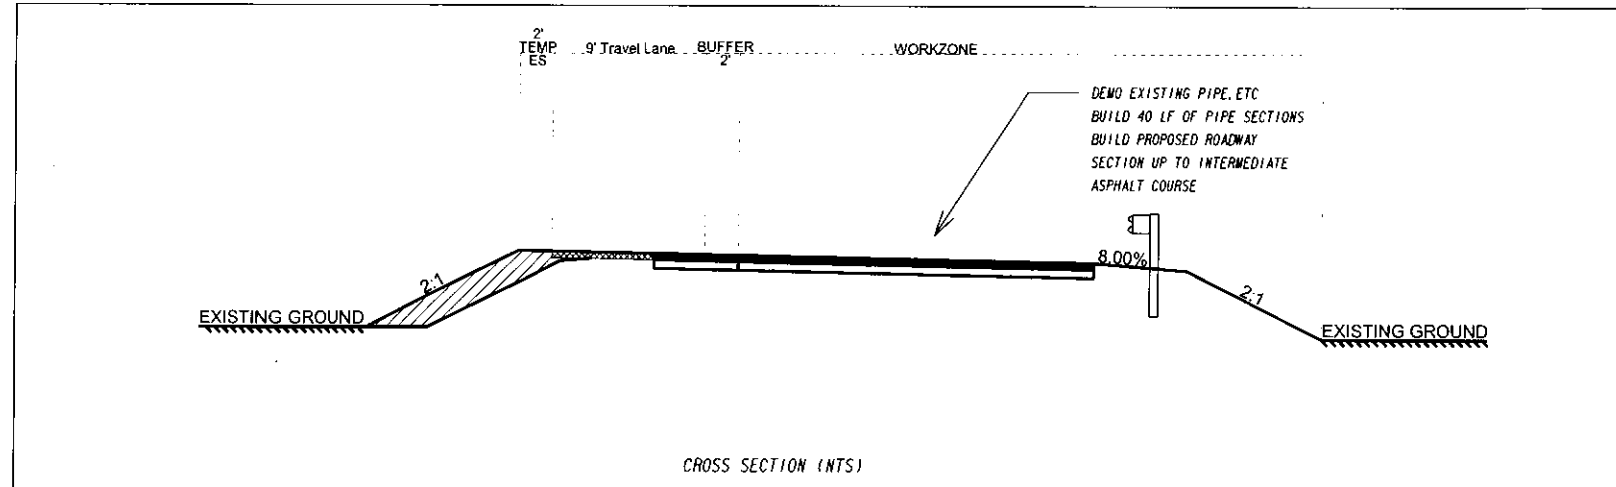 2'
TEMP
ES
9' Travel Lane
BUFFER
2'
WORKZONE
DEMO EXISTING PIPE, ETC
BUILD 40 LF OF PIPE SECTIONS
BUILD PROPOSED ROADWAY
SECTION UP TO INTERMEDIATE
ASPHALT COURSE
8.00%
2:1
2:1
EXISTING GROUND
EXISTING GROUND
CROSS SECTION (NTS)